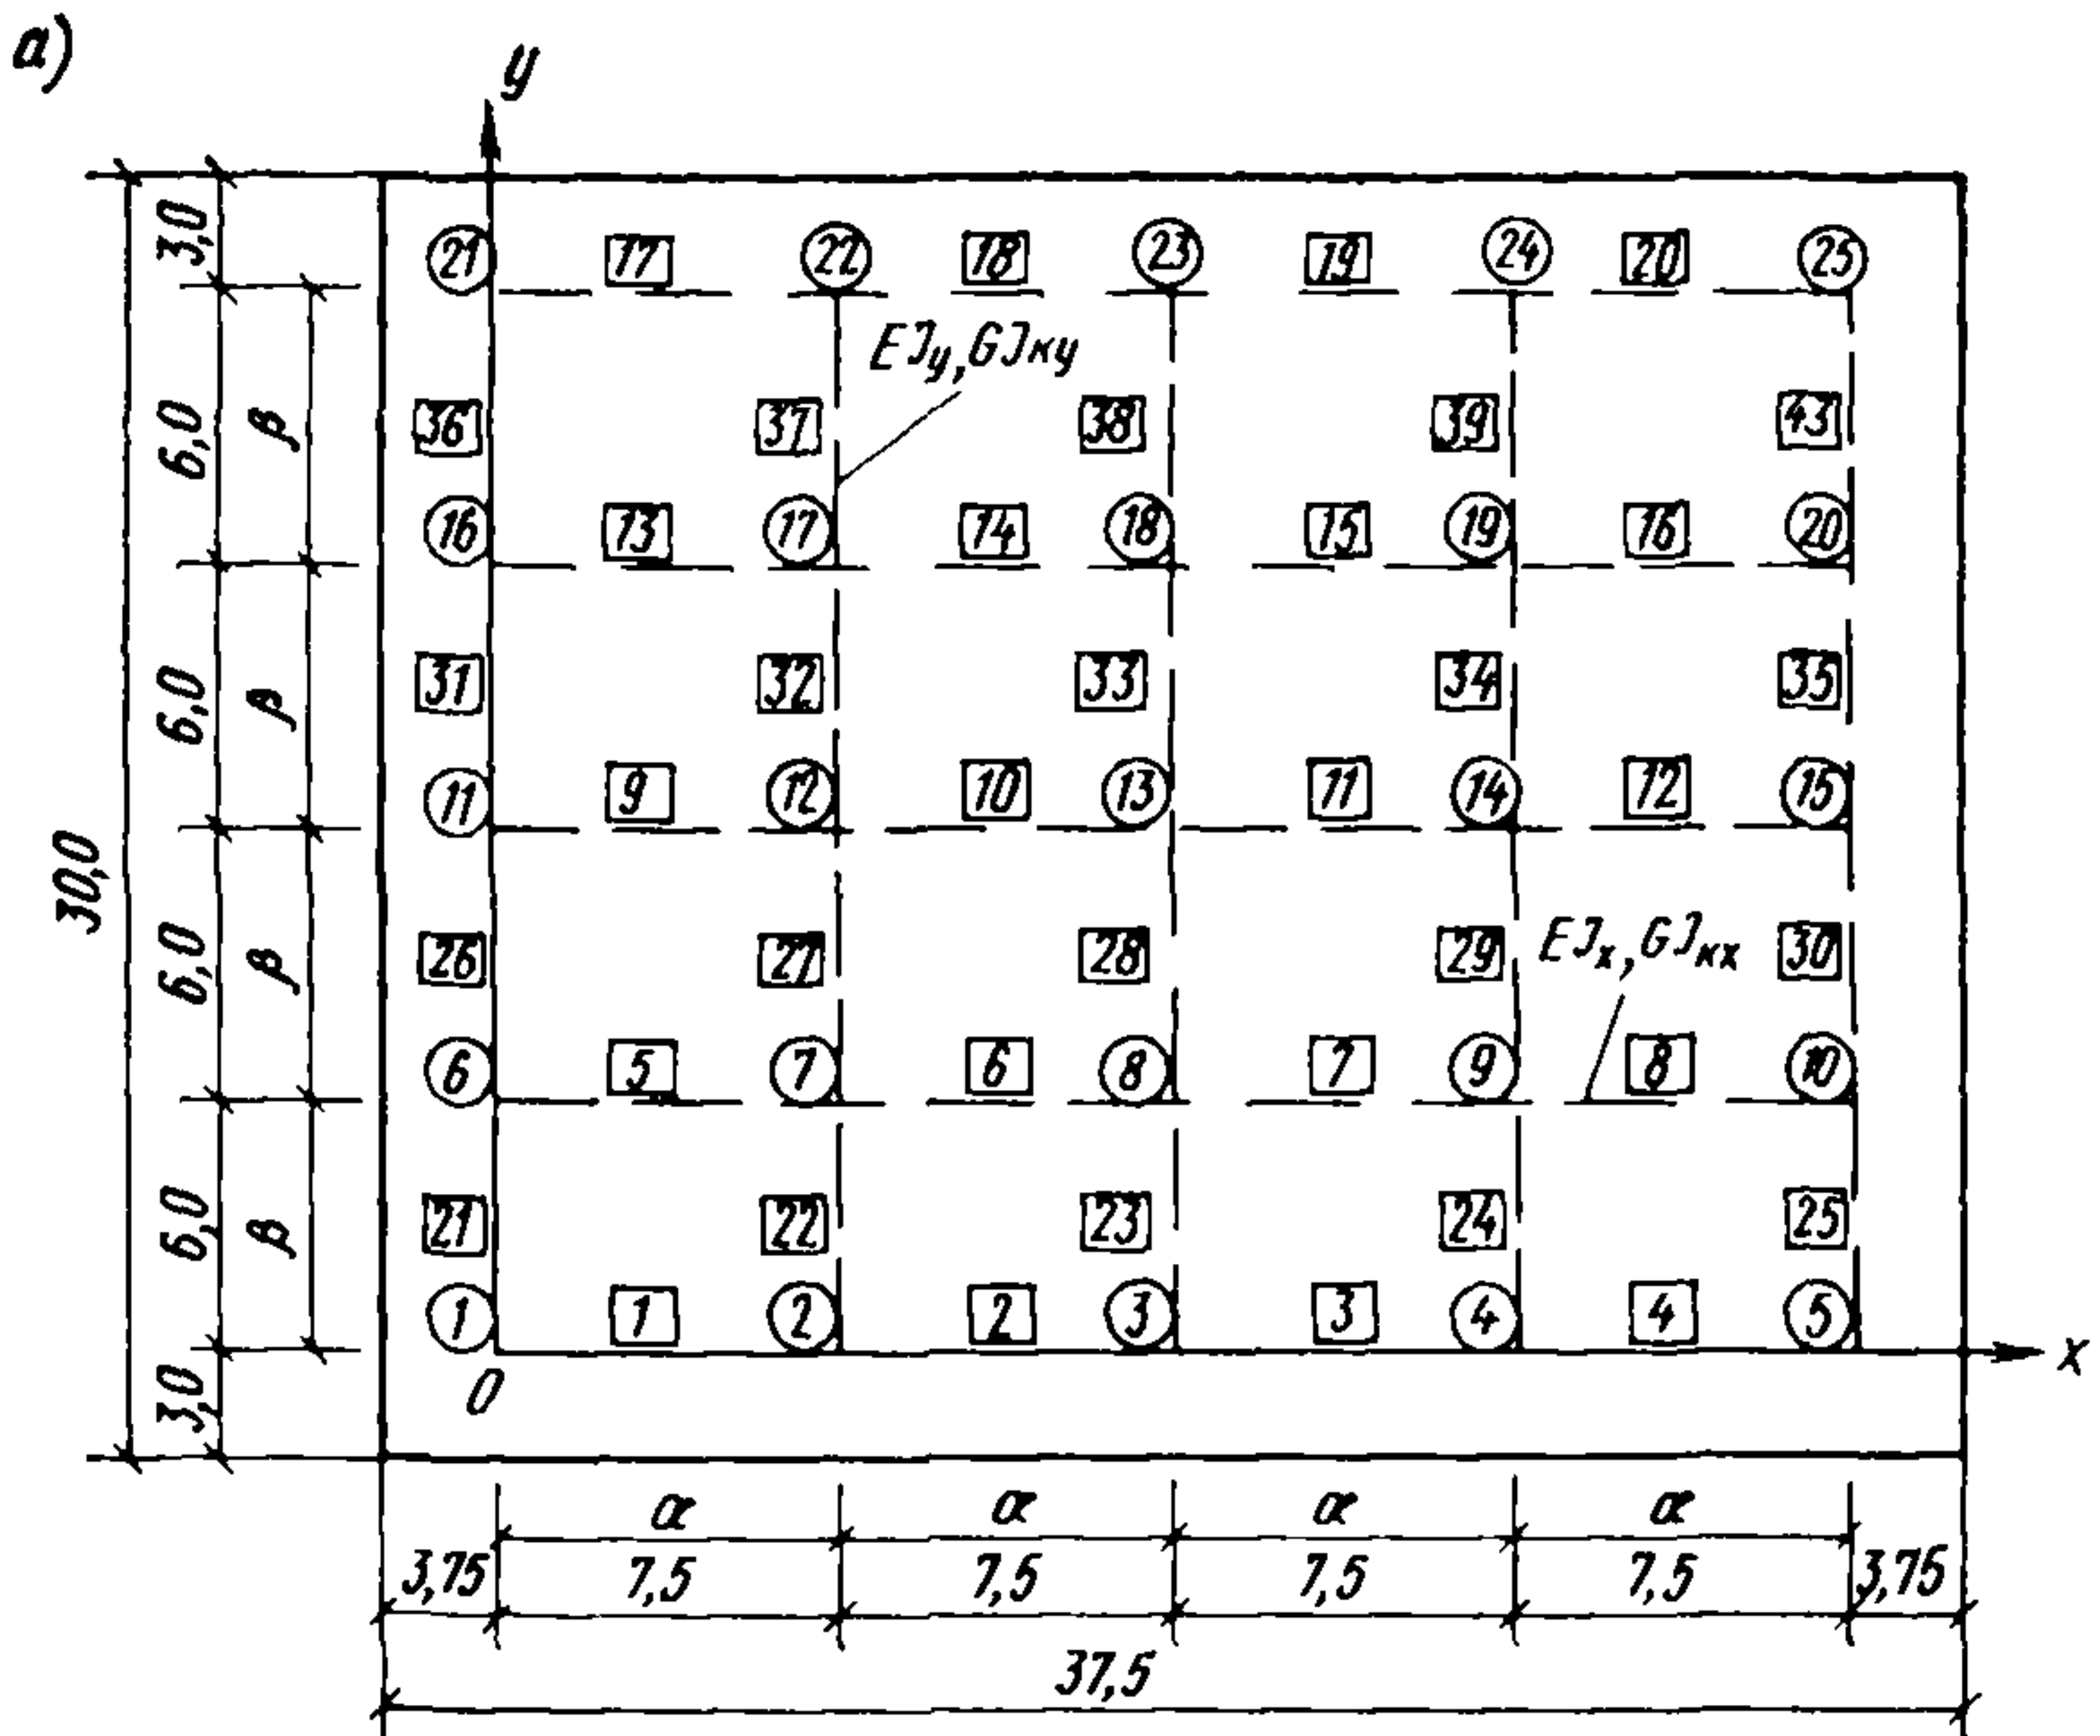 а)
y
3,0
21 17 22 18 23 19 24 20 25
EJy, GJкy
6,0 β 36 37 38 39 43
16 13 17 14 18 15 19 16 20
6,0 β 31 32 33 34 35
11 9 12 10 13 11 14 12 15
30,0
EJx, GJкx
6,0 β 26 27 28 29 30
6 5 7 6 8 7 9 8 10
6,0 β 21 22 23 24 25
1 1 2 2 3 3 4 4 5
x
3,0 0
α α α α
3,75 7,5 7,5 7,5 7,5 3,75
37,5